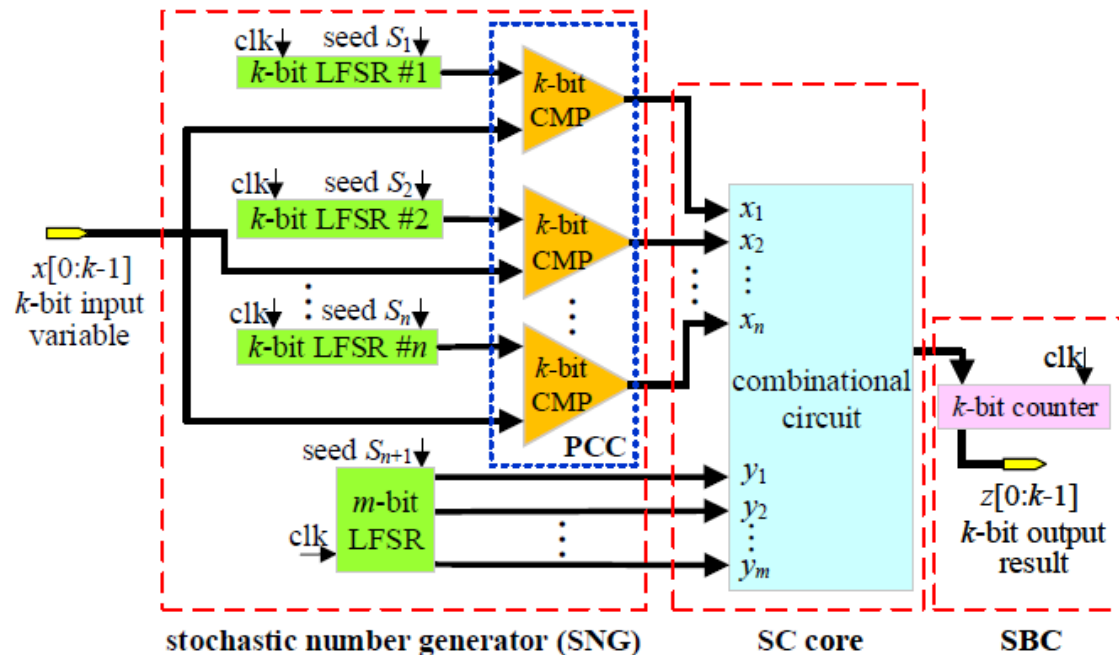 clk
seed S1
k-bit LFSR #1
k-bit
CMP
clk
seed S2
k-bit LFSR #2
k-bit
CMP
x[0:k-1]
k-bit input
variable
clk
seed Sn
k-bit LFSR #n
k-bit
CMP
PCC
seed Sn+1
m-bit
LFSR
clk
x1
x2
⋮
xn
combinational
circuit
y1
y2
⋮
ym
clk
k-bit counter
z[0:k-1]
k-bit output
result
stochastic number generator (SNG)
SC core
SBC